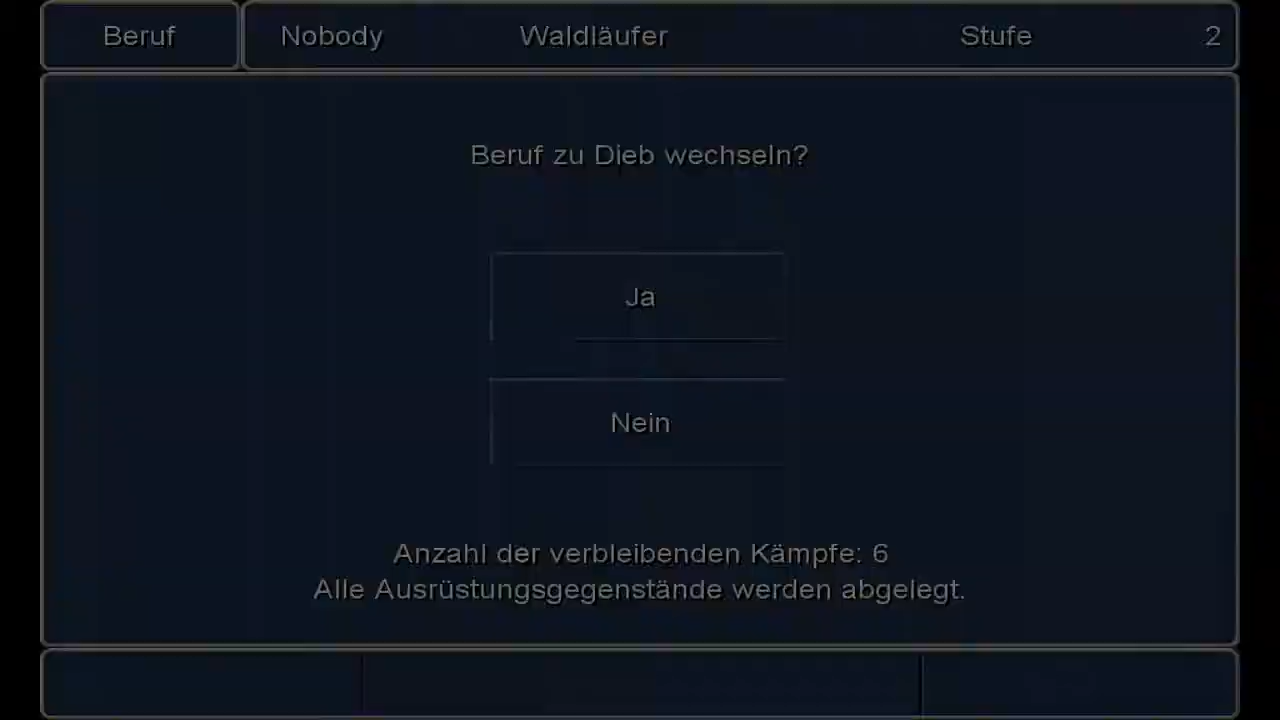 Beruf Nobody Waldläufer Stufe 2
Beruf zu Dieb wechseln?
Ja
Nein
Anzahl der verbleibenden Kämpfe: 6
Alle Ausrüstungsgegenstände werden abgelegt.